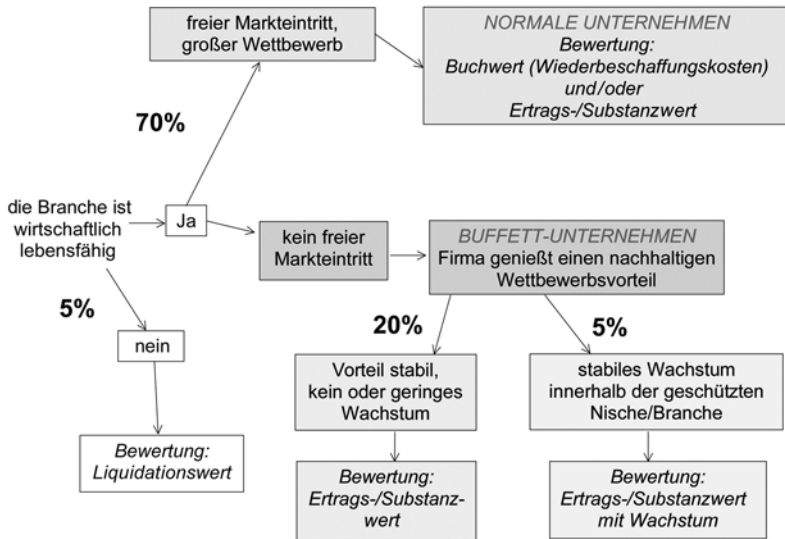 freier Markteintritt,
großer Wettbewerb
NORMALE UNTERNEHMEN
Bewertung:
Buchwert (Wiederbeschaffungskosten)
und/oder
Ertrags-/Substanzwert
70%
die Branche ist
wirtschaftlich
lebensfähig
Ja
kein freier
Markteintritt
BUFFETT-UNTERNEHMEN
Firma genießt einen nachhaltigen
Wettbewerbsvorteil
5%
nein
Bewertung:
Liquidationswert
20%
Vorteil stabil,
kein oder geringes
Wachstum
Bewertung:
Ertrags-/Substanz-
wert
5%
stabiles Wachstum
innerhalb der geschützten
Nische/Branche
Bewertung:
Ertrags-/Substanzwert
mit Wachstum